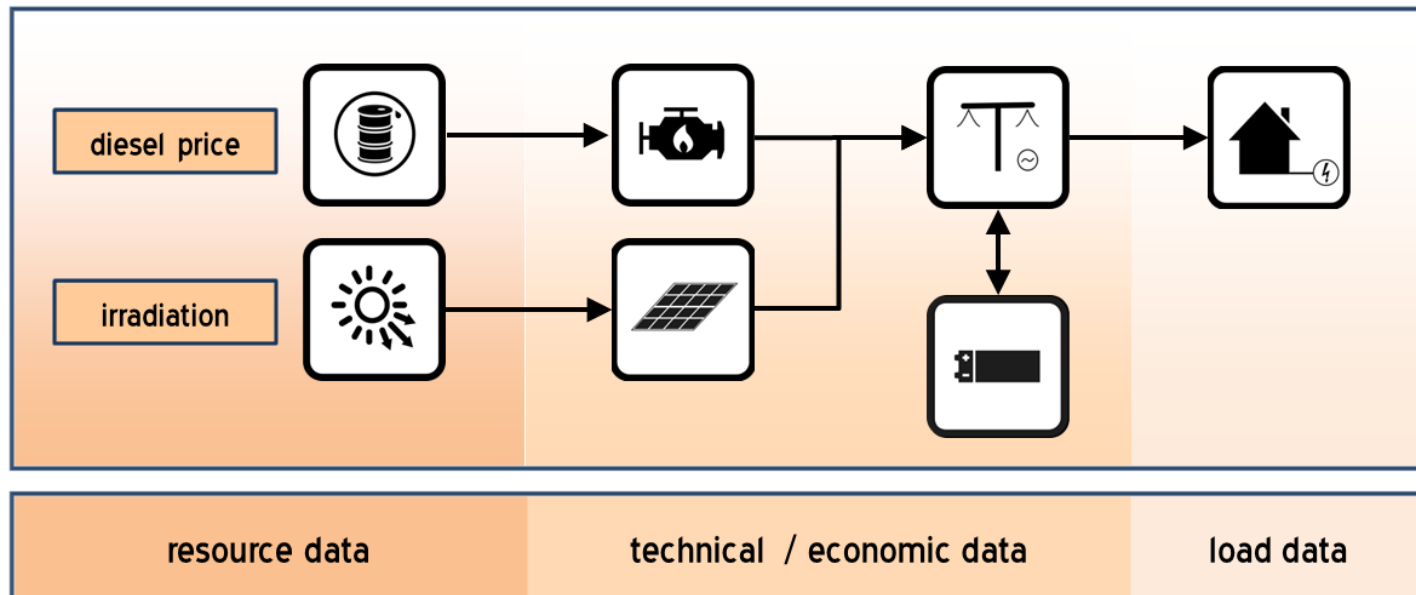 diesel price
irradiation
resource data
technical / economic data
load data